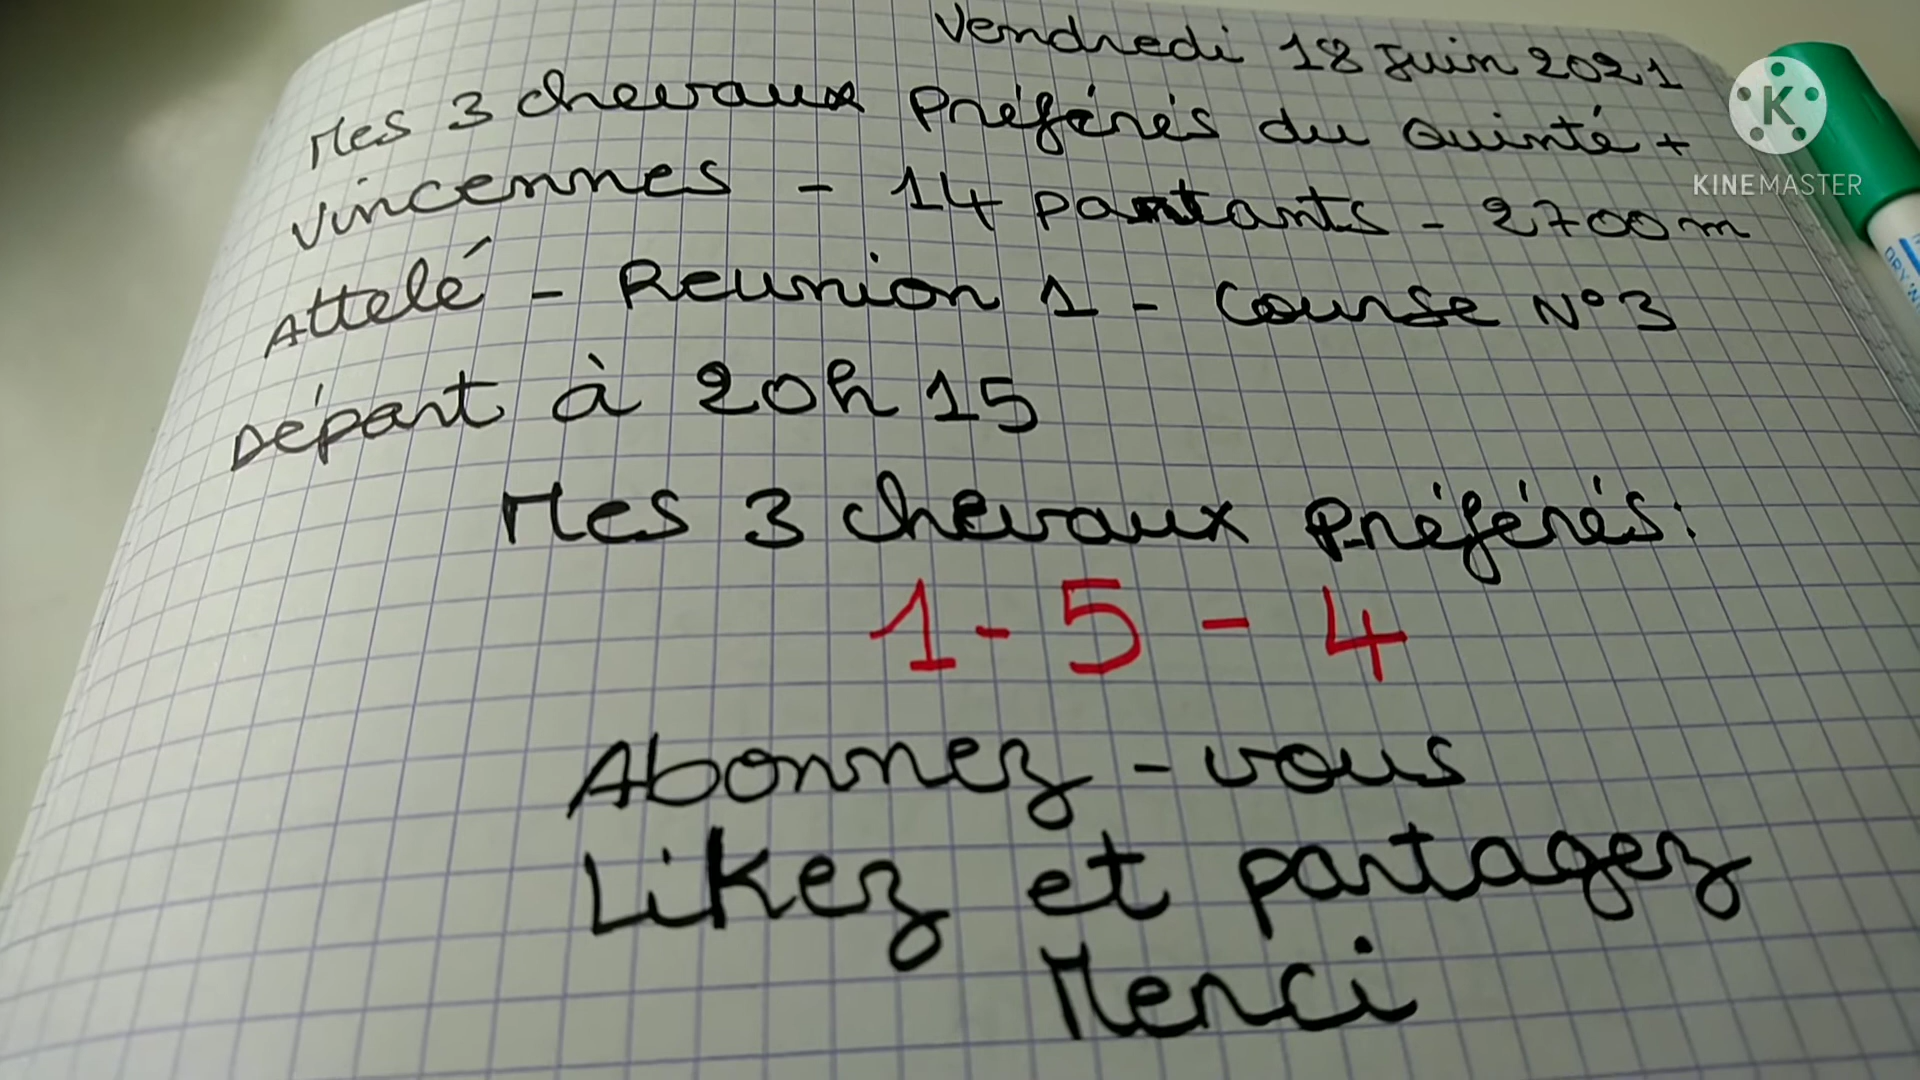 Vendredi 18 Juin 2021
Mes 3 chevaux préférés du Quinté +
Vincennes - 14 partants - 2700m
Attelé - Reunion 1 - Course N°3
Départ à 20h15
Mes 3 chevaux préférés:
1 - 5 - 4
Abonnez-vous
Likez et partagez
Merci
K
KINEMASTER